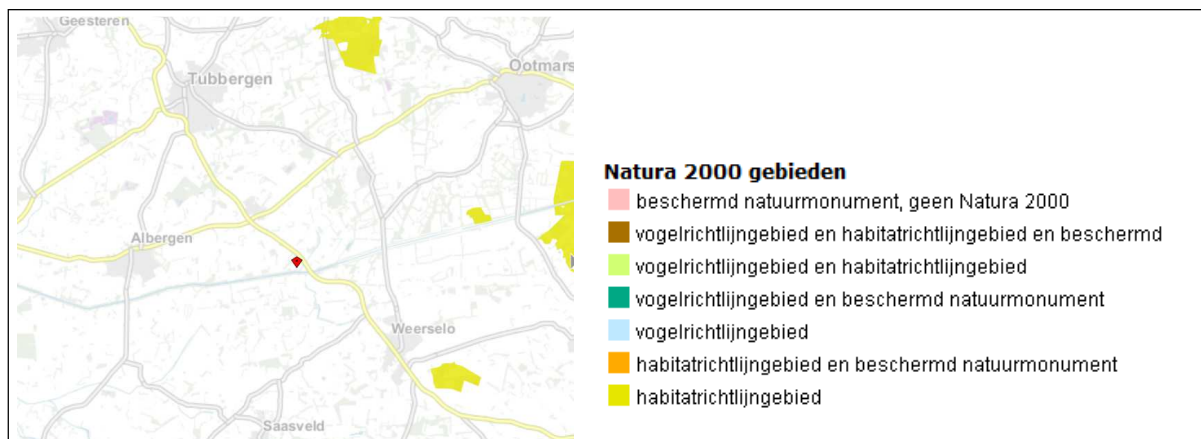 Geesteren
Tubbergen
Ootmars
Albergen
Weerselo
Saasveld
Natura 2000 gebieden
beschermd natuurmonument, geen Natura 2000
vogelrichtlijngebied en habitatrichtlijngebied en beschermd
vogelrichtlijngebied en habitatrichtlijngebied
vogelrichtlijngebied en beschermd natuurmonument
vogelrichtlijngebied
habitatrichtlijngebied en beschermd natuurmonument
habitatrichtlijngebied